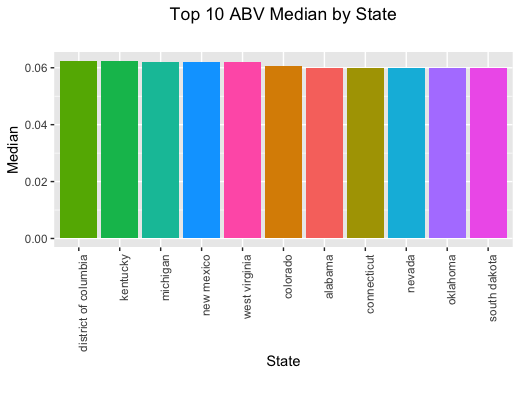 Top 10 ABV Median by State
Median
0.06
0.04
0.02
0.00
district of columbia
kentucky
michigan
new mexico
west virginia
colorado
alabama
connecticut
nevada
oklahoma
south dakota
State